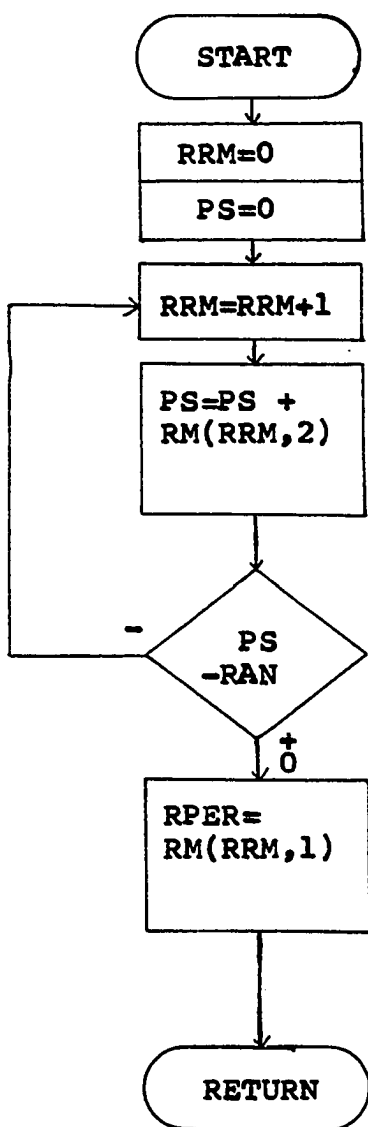 START
RRM=0
PS=0
RRM=RRM+1
PS=PS +
RM(RRM,2)
-
PS
-RAN
+
0
RPER=
RM(RRM,1)
RETURN